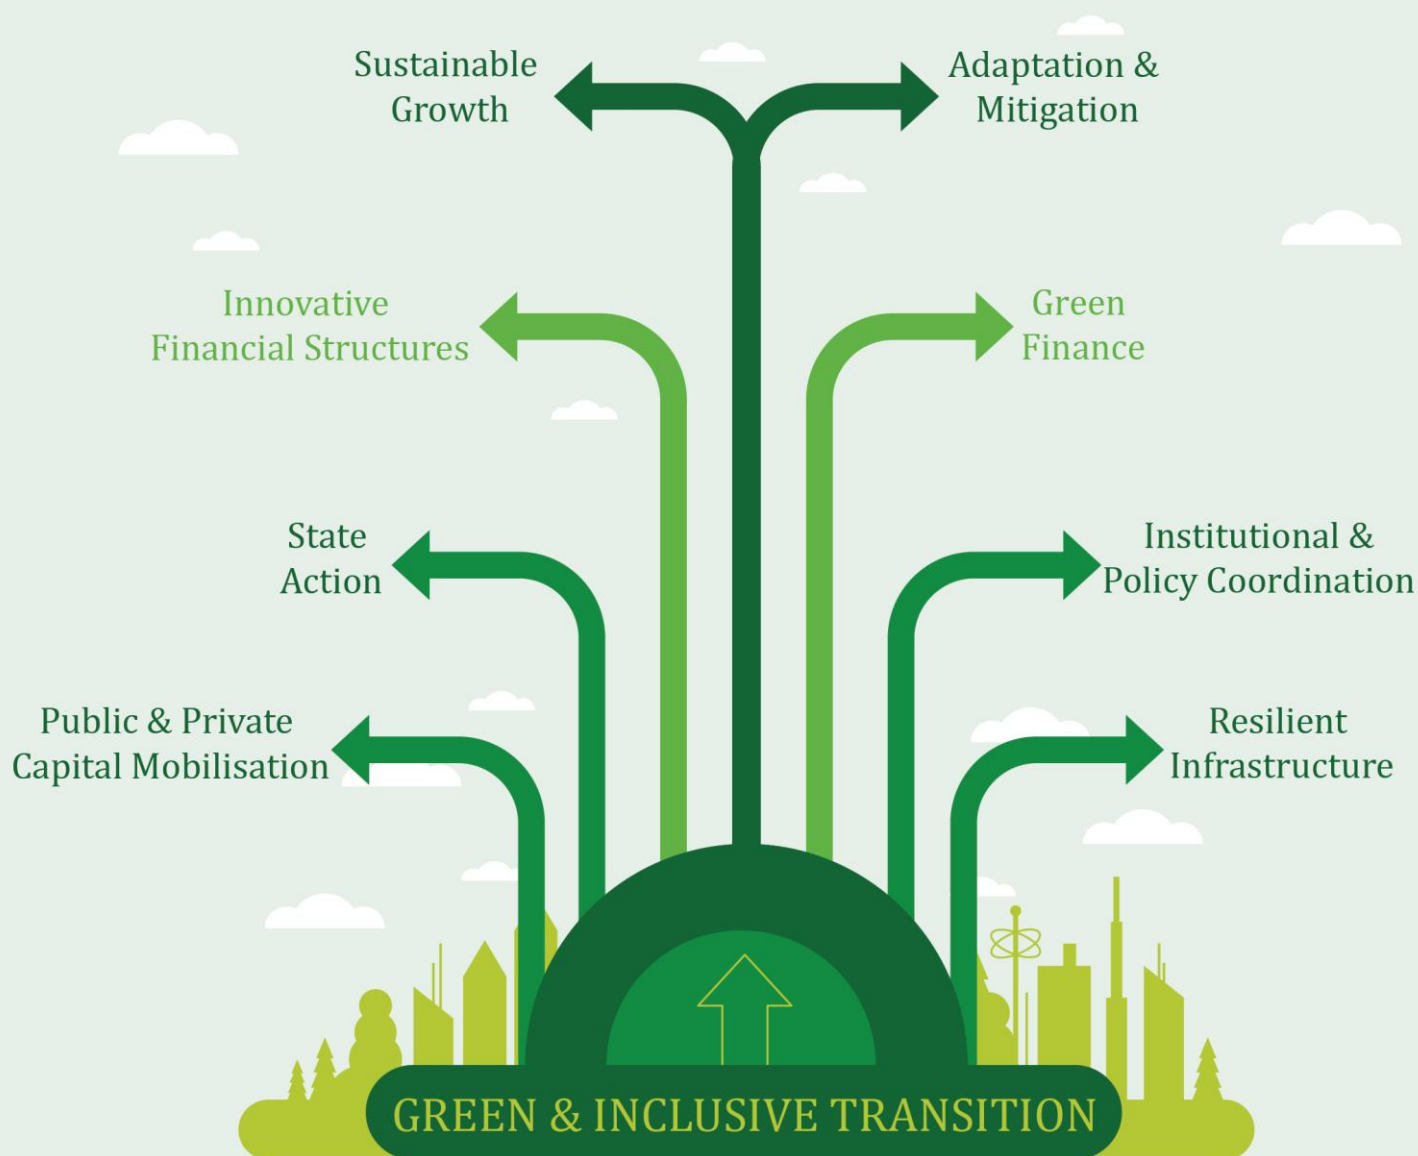 Sustainable
Growth
Adaptation &
Mitigation
Innovative
Financial Structures
Green
Finance
State
Action
Institutional &
Policy Coordination
Public & Private
Capital Mobilisation
Resilient
Infrastructure
GREEN & INCLUSIVE TRANSITION